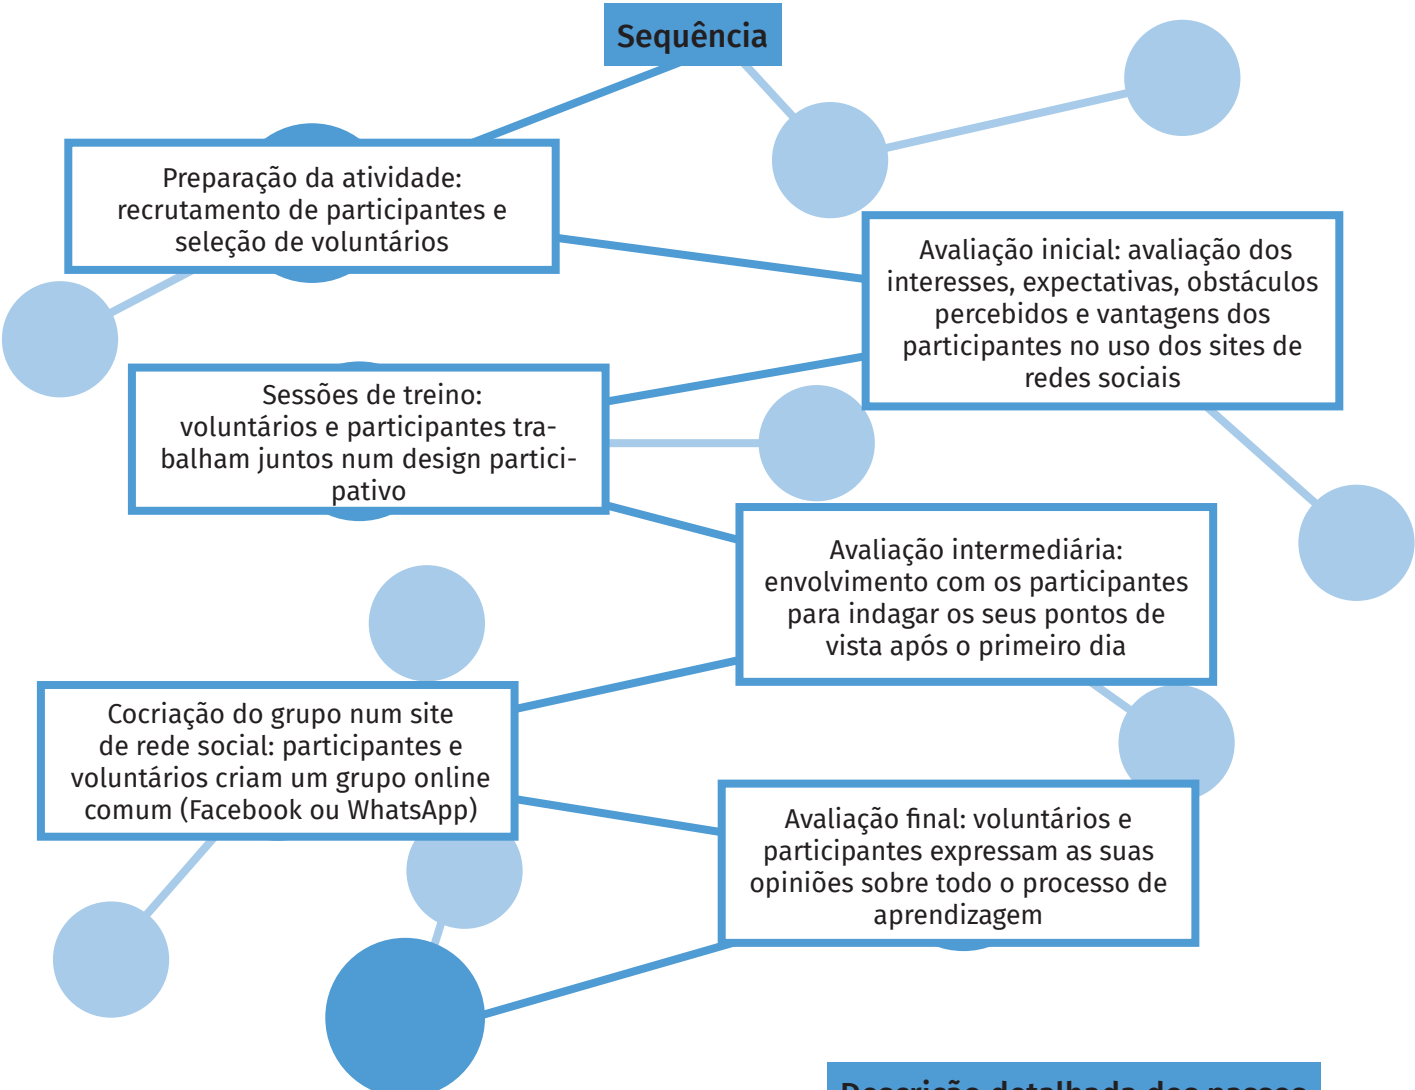 Sequência
Preparação da atividade:
recrutamento de participantes e
seleção de voluntários
Avaliação inicial: avaliação dos
interesses, expectativas, obstáculos
percebidos e vantagens dos
participantes no uso dos sites de
redes sociais
Sessões de treino:
voluntários e participantes tra-
balham juntos num design partici-
pativo
Avaliação intermediária:
envolvimento com os participantes
para indagar os seus pontos de
vista após o primeiro dia
Cocriação do grupo num site
de rede social: participantes e
voluntários criam um grupo online
comum (Facebook ou WhatsApp)
Avaliação final: voluntários e
participantes expressam as suas
opiniões sobre todo o processo de
aprendizagem
Descrição detalhada dos passos